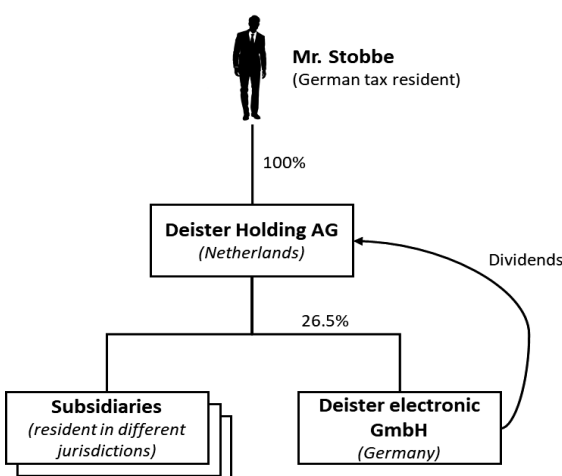 Mr. Stobbe
(German tax resident)
100%
Deister Holding AG
(Netherlands)
Dividends
26.5%
Subsidiaries
(resident in different
jurisdictions)
Deister electronic
GmbH
(Germany)